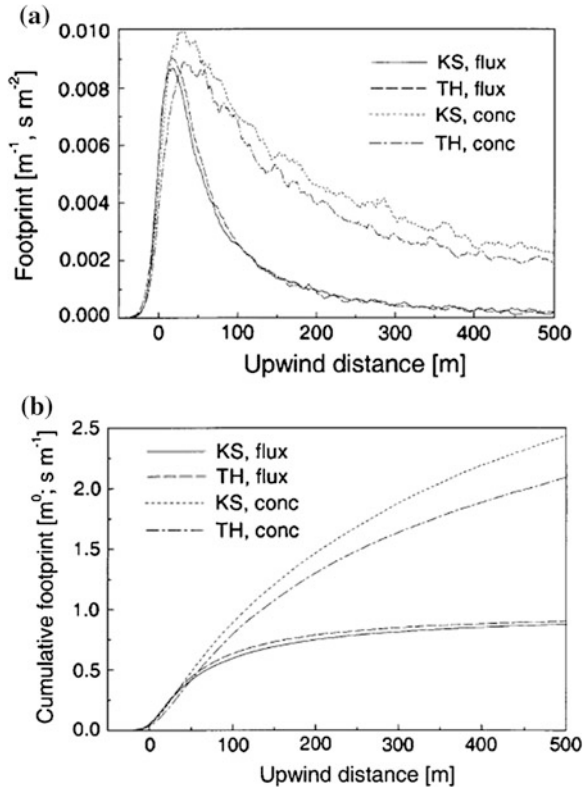 (a)
0.010
0.008
0.006
0.004
0.002
0.000
Footprint [m⁻¹, s m⁻²]
KS, flux
TH, flux
KS, conc
TH, conc
0 100 200 300 400 500
Upwind distance [m]
(b)
2.5
2.0
1.5
1.0
0.5
0.0
Cumulative footprint [m⁰; s m⁻¹]
KS, flux
TH, flux
KS, conc
TH, conc
0 100 200 300 400 500
Upwind distance [m]